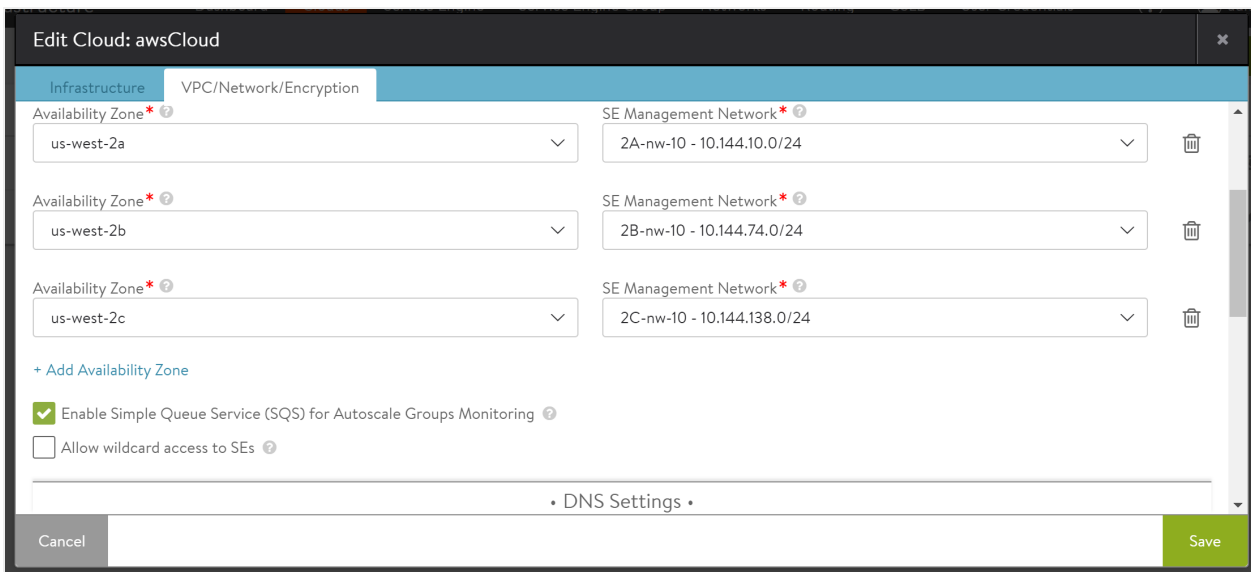 Edit Cloud: awsCloud
Infrastructure VPC/Network/Encryption
Availability Zone* SE Management Network*
us-west-2a 2A-nw-10 - 10.144.10.0/24
Availability Zone* SE Management Network*
us-west-2b 2B-nw-10 - 10.144.74.0/24
Availability Zone* SE Management Network*
us-west-2c 2C-nw-10 - 10.144.138.0/24
+ Add Availability Zone
Enable Simple Queue Service (SQS) for Autoscale Groups Monitoring
Allow wildcard access to SEs
• DNS Settings •
Cancel Save